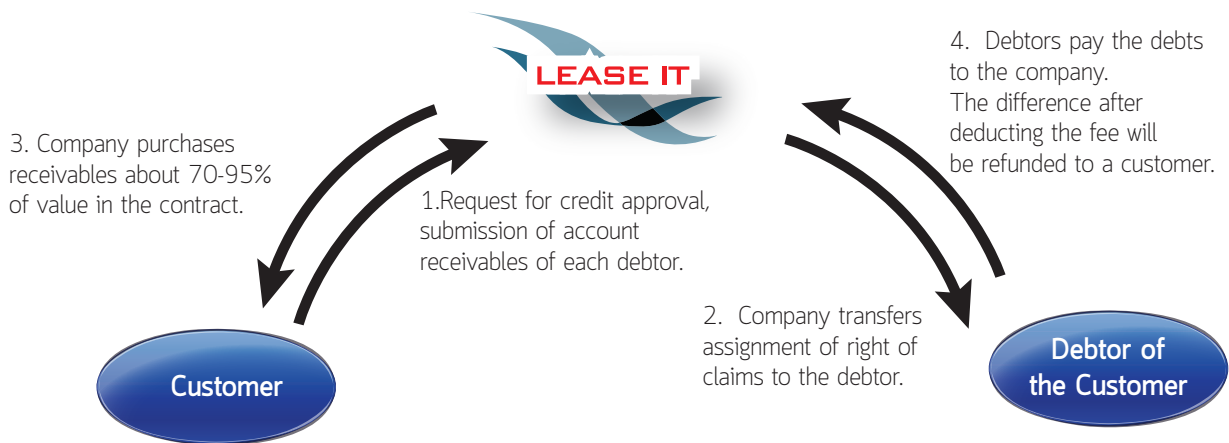 LEASE IT
4. Debtors pay the debts
to the company.
The difference after
deducting the fee will
be refunded to a customer.
3. Company purchases
receivables about 70-95%
of value in the contract.
1.Request for credit approval,
submission of account
receivables of each debtor.
2. Company transfers
assignment of right of
claims to the debtor.
Customer
Debtor of
the Customer